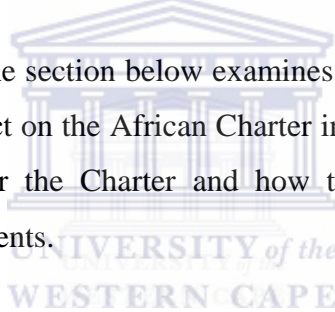 e section below examines
ct on the African Charter in
r the Charter and how t
ents.
UNIVERSITY of the
WESTERN CAPE